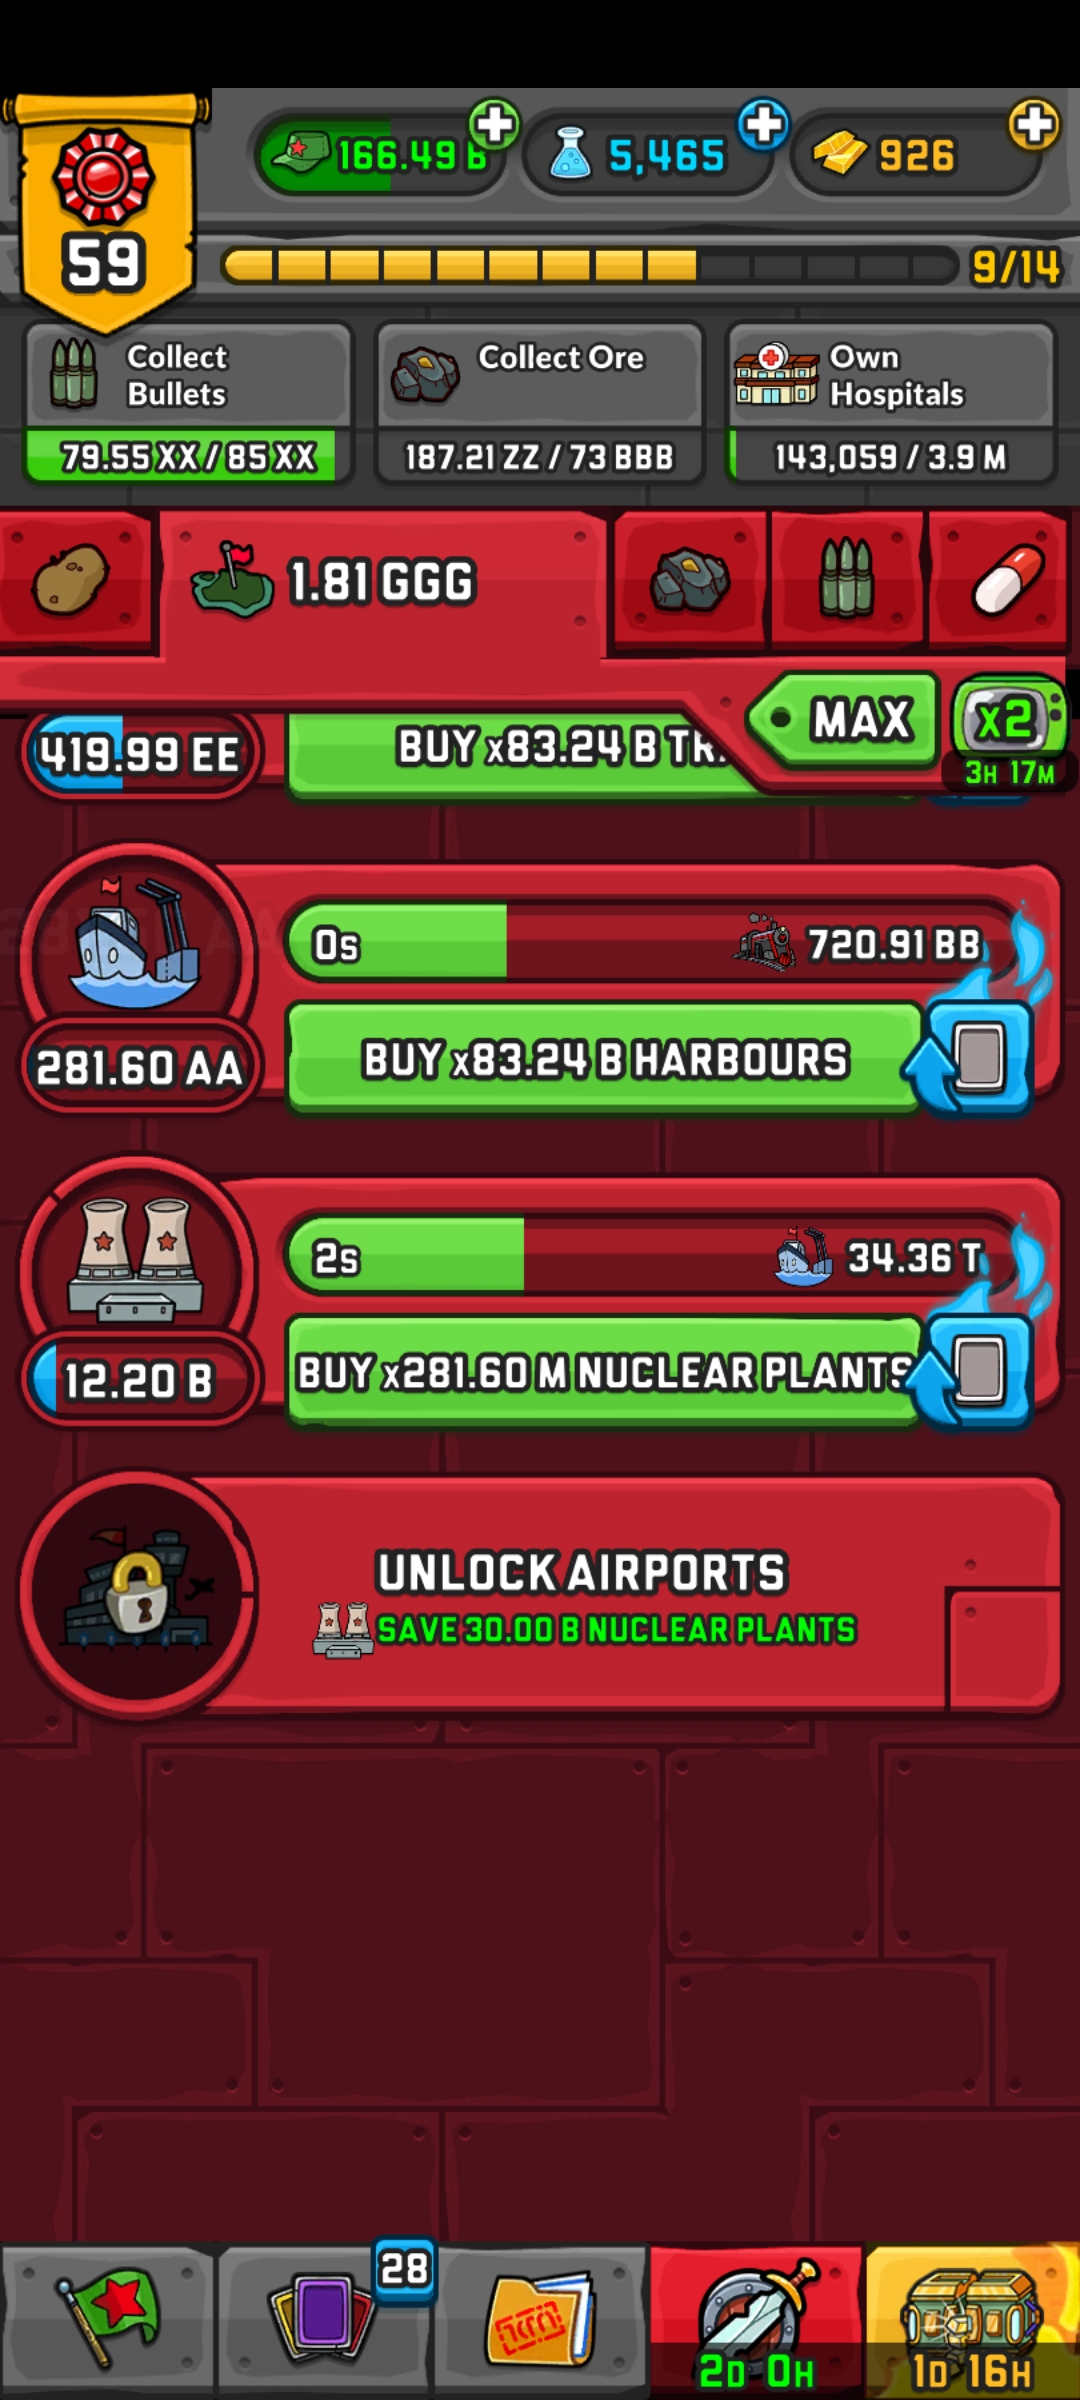 166.49 B
5,465
926
59
9/14
Collect
Bullets
79.55 XX / 85 XX
Collect Ore
187.21 ZZ / 73 BBB
Own
Hospitals
143,059 / 3.9 M
1.81 GGG
MAX
x2
3H 17M
419.99 EE
BUY x83.24 B
0s
720.91 BB
281.60 AA
BUY x83.24 B HARBOURS
2s
34.36 T
12.20 B
BUY x281.60 M NUCLEAR PLANTS
UNLOCK AIRPORTS
SAVE 30.00 B NUCLEAR PLANTS
28
2D 0H
1D 16H